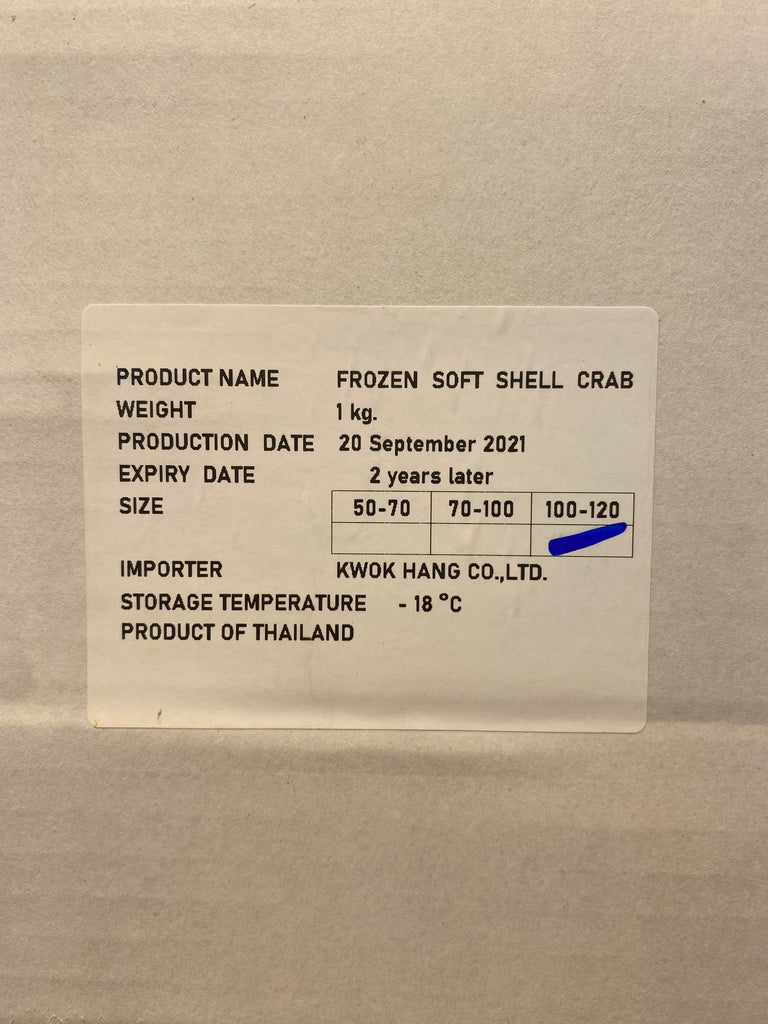 PRODUCT NAME FROZEN SOFT SHELL CRAB
WEIGHT 1 kg.
PRODUCTION DATE 20 September 2021
EXPIRY DATE 2 years later
SIZE 50-70 70-100 100-120
IMPORTER KWOK HANG CO.,LTD.
STORAGE TEMPERATURE - 18 °C
PRODUCT OF THAILAND